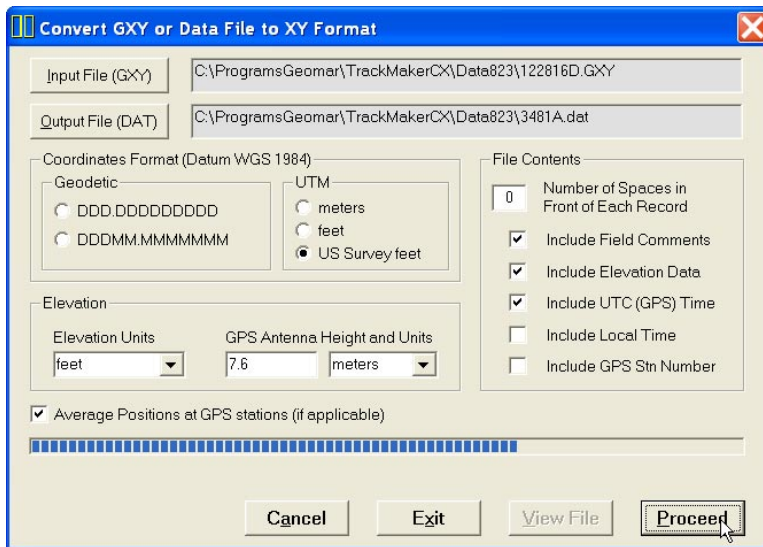 Convert GXY or Data File to XY Format
Input File (GXY)
C:\ProgramsGeomar\TrackMakerCX\Data823\122816D.GXY
Output File (DAT)
C:\ProgramsGeomar\TrackMakerCX\Data823\3481A.dat
Coordinates Format (Datum WGS 1984)
Geodetic
DDD.DDDDDDDDD
DDDMM.MMMMMMM
UTM
meters
feet
US Survey feet
File Contents
0
Number of Spaces in
Front of Each Record
Include Field Comments
Include Elevation Data
Include UTC (GPS) Time
Include Local Time
Include GPS Stn Number
Elevation
Elevation Units
feet
GPS Antenna Height and Units
7.6
meters
Average Positions at GPS stations (if applicable)
Cancel
Exit
View File
Proceed